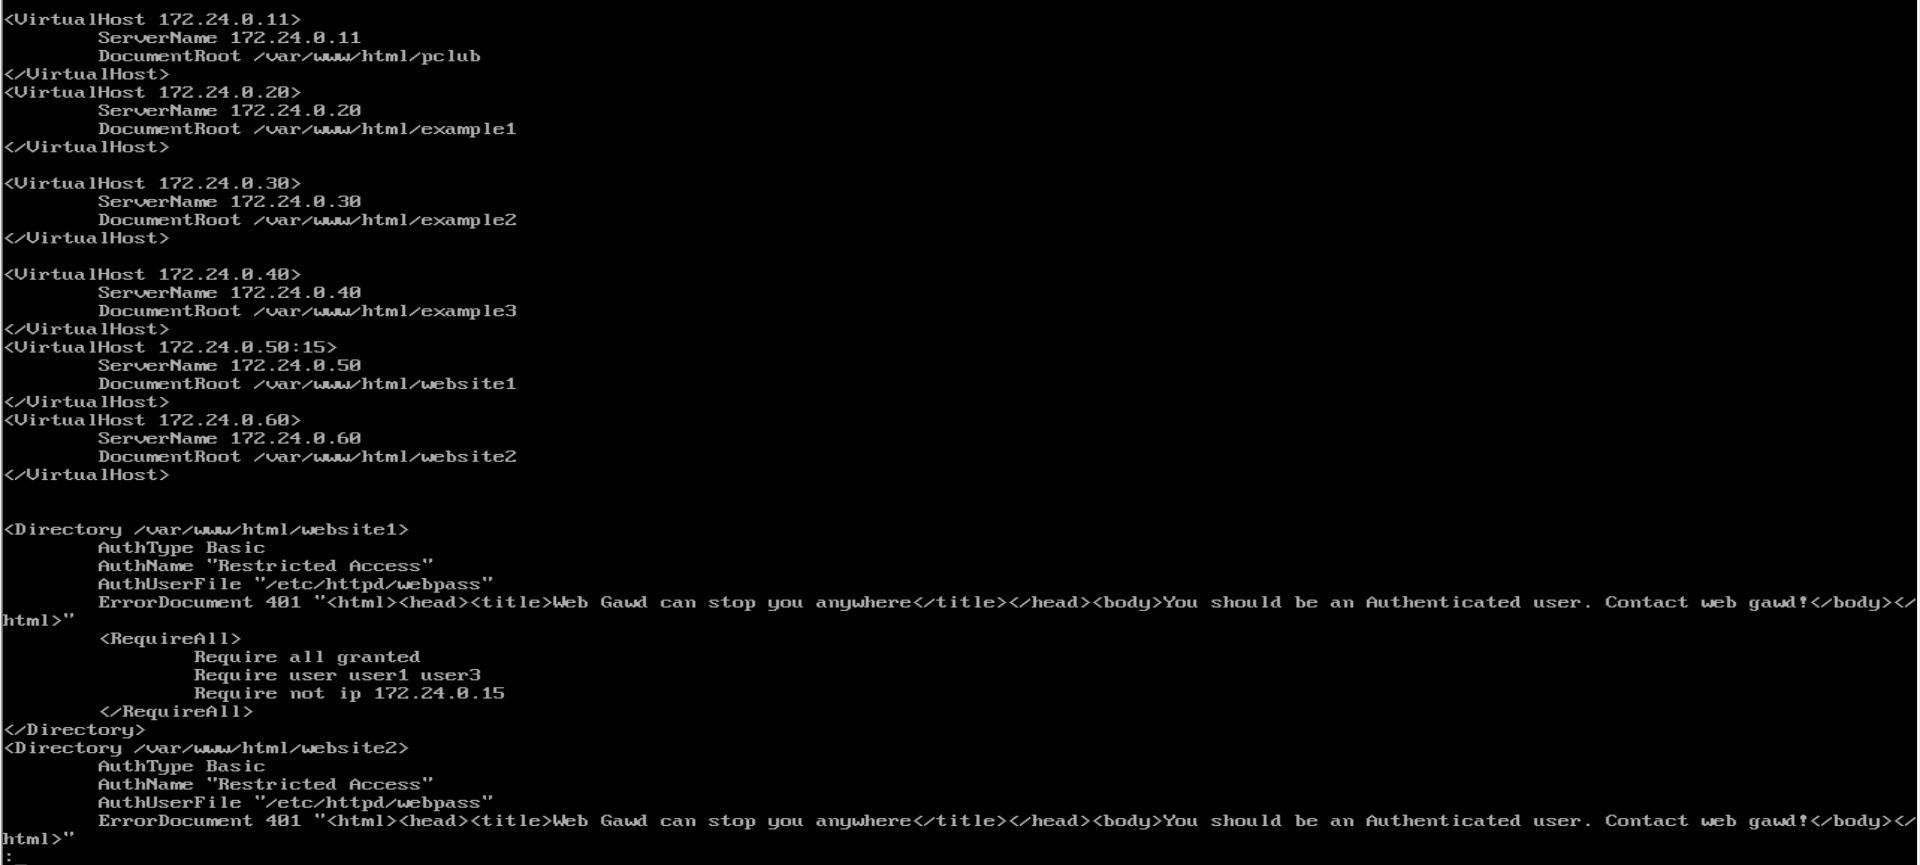 <VirtualHost 172.24.0.11>
        ServerName 172.24.0.11
        DocumentRoot /var/www/html/pclub
</VirtualHost>
<VirtualHost 172.24.0.20>
        ServerName 172.24.0.20
        DocumentRoot /var/www/html/example1
</VirtualHost>

<VirtualHost 172.24.0.30>
        ServerName 172.24.0.30
        DocumentRoot /var/www/html/example2
</VirtualHost>

<VirtualHost 172.24.0.40>
        ServerName 172.24.0.40
        DocumentRoot /var/www/html/example3
</VirtualHost>
<VirtualHost 172.24.0.50:15>
        ServerName 172.24.0.50
        DocumentRoot /var/www/html/website1
</VirtualHost>
<VirtualHost 172.24.0.60>
        ServerName 172.24.0.60
        DocumentRoot /var/www/html/website2
</VirtualHost>


<Directory /var/www/html/website1>
        AuthType Basic
        AuthName "Restricted Access"
        AuthUserFile "/etc/httpd/webpass"
        ErrorDocument 401 "<html><head><title>Web Gawd can stop you anywhere</title></head><body>You should be an Authenticated user. Contact web gawd!</body></
html>"
        <RequireAll>
                Require all granted
                Require user user1 user3
                Require not ip 172.24.0.15
        </RequireAll>
</Directory>
<Directory /var/www/html/website2>
        AuthType Basic
        AuthName "Restricted Access"
        AuthUserFile "/etc/httpd/webpass"
        ErrorDocument 401 "<html><head><title>Web Gawd can stop you anywhere</title></head><body>You should be an Authenticated user. Contact web gawd!</body></
html>"
: